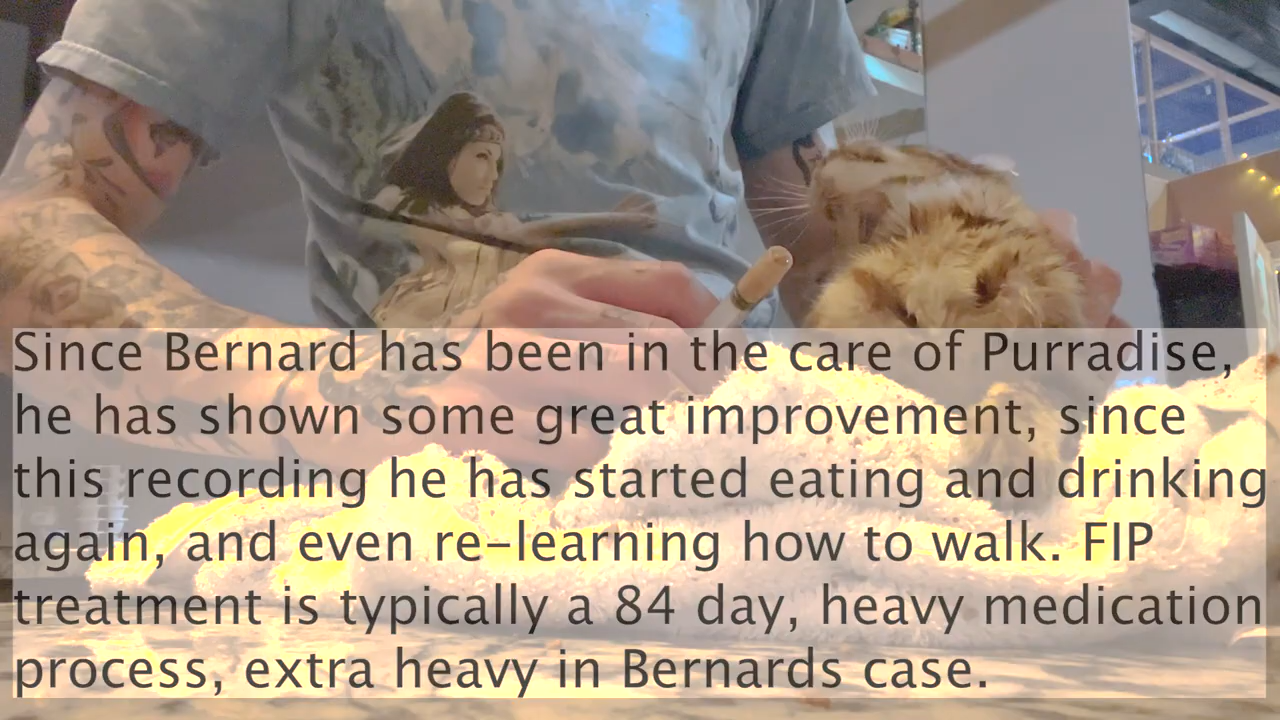 Since Bernard has been in the care of Purradise,
he has shown some great improvement, since
this recording he has started eating and drinking
again, and even re-learning how to walk. FIP
treatment is typically a 84 day, heavy medication
process, extra heavy in Bernards case.